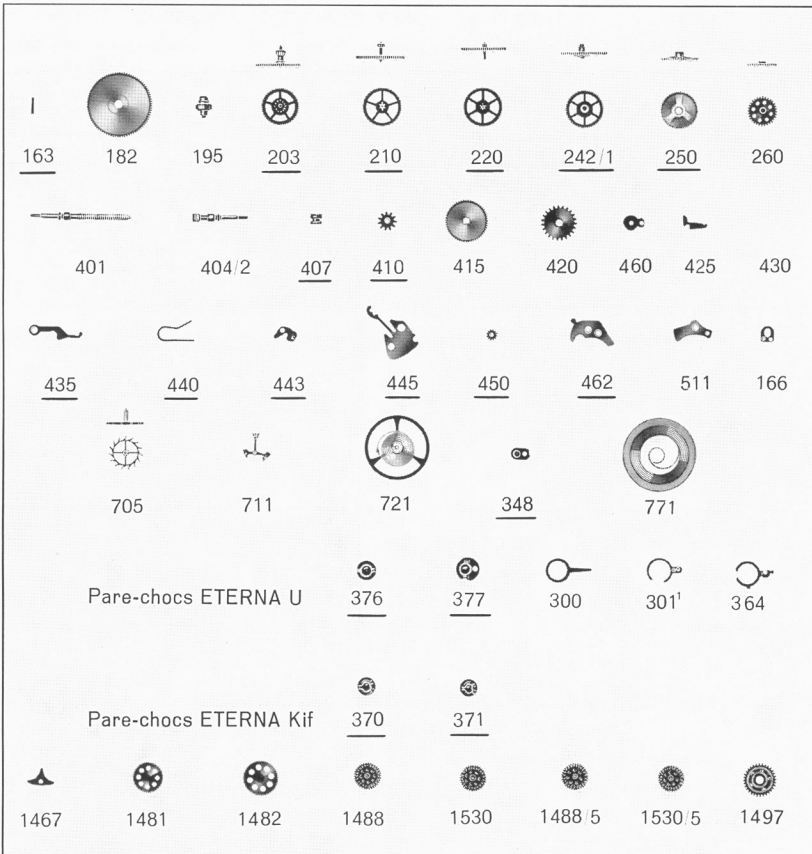 163 182 195 203 210 220 242/1 250 260
401 404/2 407 410 415 420 460 425 430
435 440 443 445 450 462 511 166
705 711 721 348 771
Pare-chocs ETERNA U 376 377 300 301¹ 364
Pare-chocs ETERNA Kif 370 371
1467 1481 1482 1488 1530 1488/5 1530/5 1497